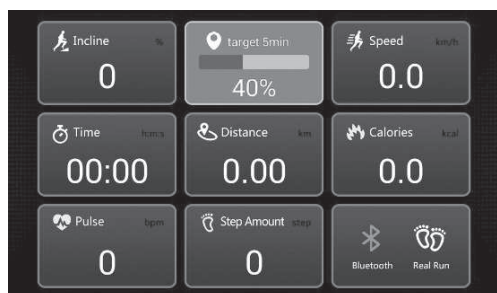 Incline %
0
target 5min
40%
Speed km/h
0.0
Time h:m:s
00:00
Distance km
0.00
Calories kcal
0.0
Pulse bpm
0
Step Amount step
0
Bluetooth
Real Run